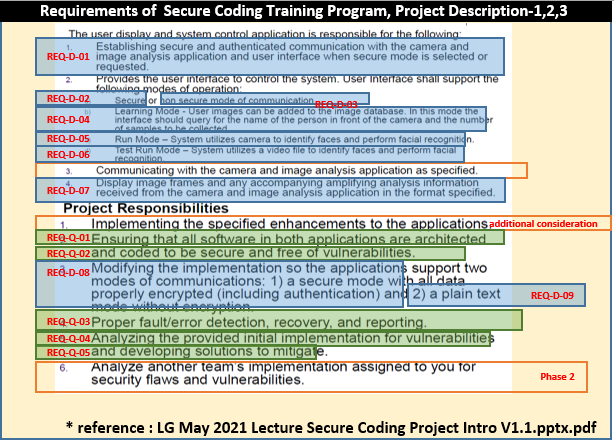 Requirements of Secure Coding Training Program, Project Description-1,2,3
The user display and system control application is responsible for the following:
1. Establishing secure and authenticated communication with the camera and
REQ-D-01 image analysis application and user interface when secure mode is selected or
requested.
2. Provides the user interface to control the system. User Interface shall support the
following modes of operation:
REQ-D-02 Secure or non secure mode of communication REQ-D-03
b) Learning Mode - User images can be added to the image database. In this mode the
REQ-D-04 interface should query for the name of the person in front of the camera and the number
of samples to be collected
REQ-D-05 Run Mode – System utilizes camera to identify faces and perform facial recognition.
REQ-D-06 Test Run Mode – System utilizes a video file to identify faces and perform facial
recognition.
3. Communicating with the camera and image analysis application as specified.
4. Display image frames and any accompanying amplifying analysis information
REQ-D-07 received from the camera and image analysis application in the format specified.
Project Responsibilities
1. Implementing the specified enhancements to the applications additional consideration
REQ-Q-01 Ensuring that all software in both applications are architected
REQ-Q-02 and coded to be secure and free of vulnerabilities.
REQ-D-08 Modifying the implementation so the applications support two
modes of communications: 1) a secure mode with all data
properly encrypted (including authentication) and 2) a plain text REQ-D-09
mode without encryption.
REQ-Q-03 Proper fault/error detection, recovery, and reporting.
REQ-Q-04 Analyzing the provided initial implementation for vulnerabilities
REQ-Q-05 and developing solutions to mitigate.
6. Analyze another team's implementation assigned to you for
security flaws and vulnerabilities. Phase 2
* reference : LG May 2021 Lecture Secure Coding Project Intro V1.1.pptx.pdf